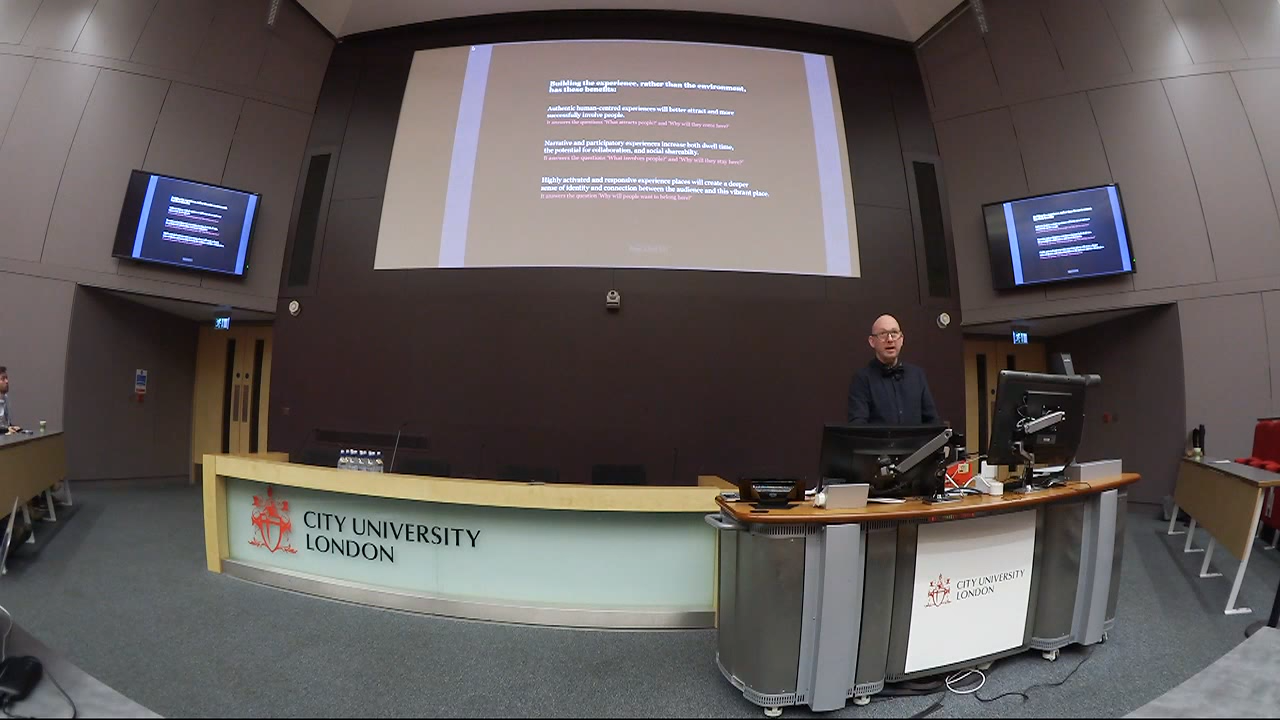 Building the experience, rather than the environment,
has these benefits:
Authentic human-centred experiences will better attract and more
successfully involve people.
It answers the questions 'What attracts people?' and 'Why will they come here?'
Narrative and participatory experiences increase both dwell time,
the potential for collaboration, and social shareability.
It answers the questions 'What involves people?' and 'Why will they stay here?'
Highly activated and responsive experience places will create a deeper
sense of identity and connection between the audience and this vibrant place.
It answers the question 'Why will people want to belong here?'
CITY UNIVERSITY
LONDON
CITY UNIVERSITY
LONDON